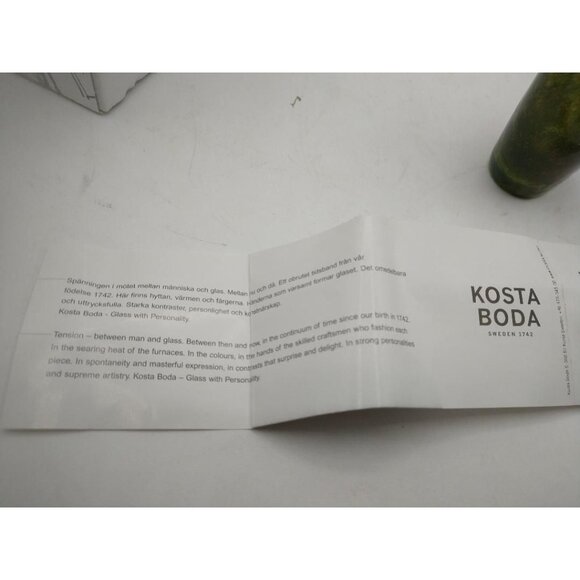 Spänningen i mötet mellan människa och glas. Mellan nu och då. Ett obrutet tidsband från vår
födelse 1742. Här finns hyttan, värmen och färgerna. Händerna som varsamt formar glaset. Det omedelbara
och uttrycksfulla. Starka kontraster, personlighet och konstnärskap.
Kosta Boda - Glass with Personality.
Tension – between man and glass. Between then and now, in the continuum of time since our birth in 1742.
In the searing heat of the furnaces. In the colours, in the hands of the skilled craftsmen who fashion each
piece. In spontaneity and masterful expression, in contrasts that surprise and delight. In strong personalities
and supreme artistry. Kosta Boda – Glass with Personality.
KOSTA
BODA
SWEDEN 1742